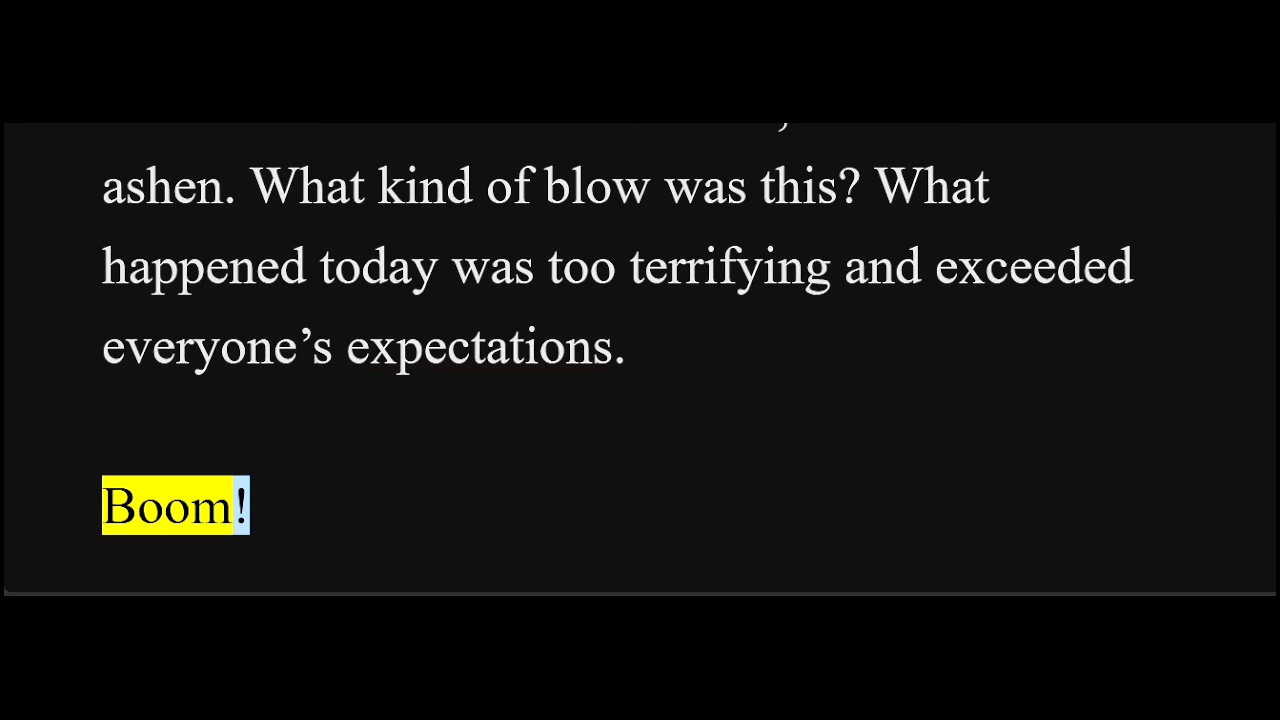 ashen. What kind of blow was this? What
happened today was too terrifying and exceeded
everyone’s expectations.
Boom!